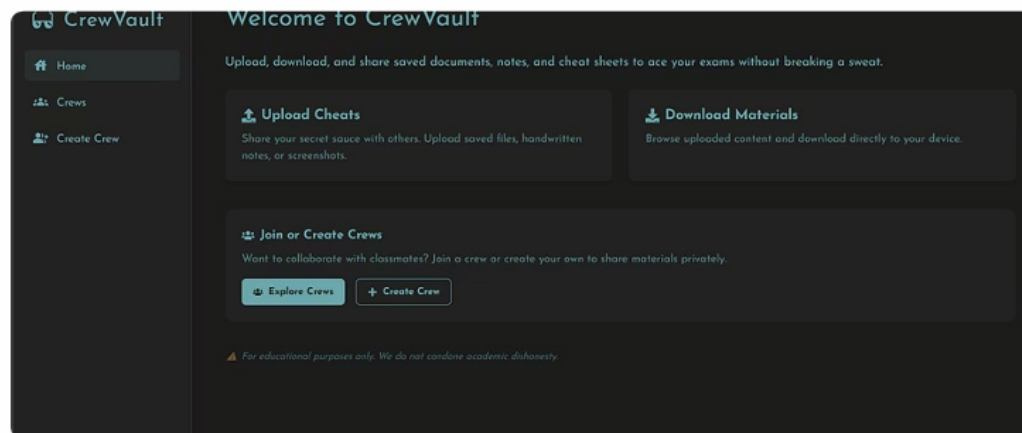 CrewVault
Home
Crews
Create Crew
Welcome to CrewVault
Upload, download, and share saved documents, notes, and cheat sheets to ace your exams without breaking a sweat.
Upload Cheats
Share your secret sauce with others. Upload saved files, handwritten
notes, or screenshots.
Download Materials
Browse uploaded content and download directly to your device.
Join or Create Crews
Want to collaborate with classmates? Join a crew or create your own to share materials privately.
Explore Crews
Create Crew
For educational purposes only. We do not condone academic dishonesty.